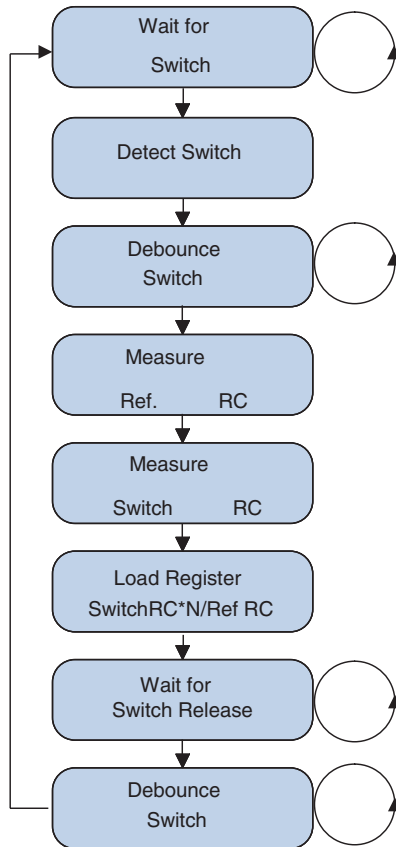 Wait for
Switch
Detect Switch
Debounce
Switch
Measure
Ref. RC
Measure
Switch RC
Load Register
SwitchRC*N/Ref RC
Wait for
Switch Release
Debounce
Switch